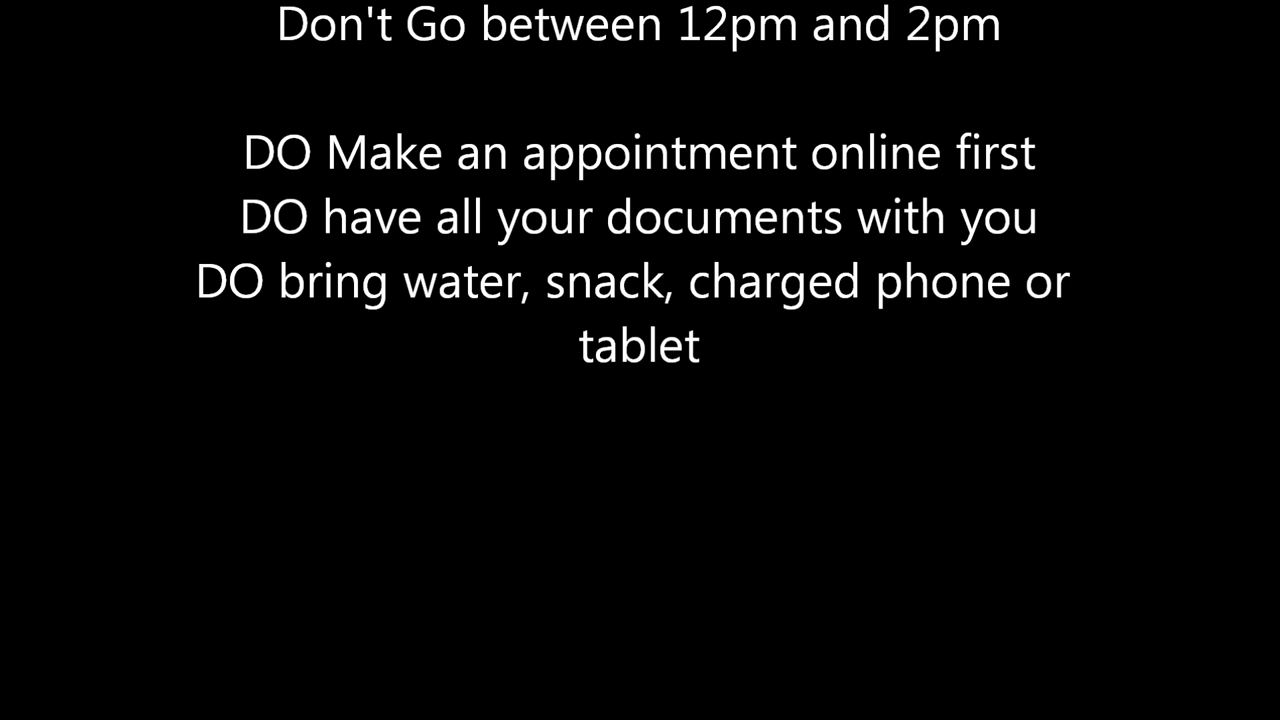 Don't Go between 12pm and 2pm
DO Make an appointment online first
DO have all your documents with you
DO bring water, snack, charged phone or
tablet